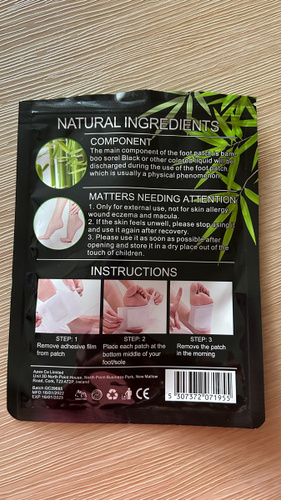 NATURAL INGREDIENTS
COMPONENT
The main component of the foot patch is bam
boo sorel Black or other colored liquid will be
discharged during the use of the foot patch
which is usually a physical phenomenon.
MATTERS NEEDING ATTENTION
1. Only for external use, not for skin allergy
wound eczema and macula.
2. If the skin feels unwell, please stop using it
and use it again after recovery.
3. Please use it as soon as possible after
opening and store it in a dry place out of the
touch of children.
INSTRUCTIONS
STEP: 1
Remove adhesive film
from patch
STEP: 2
Place each patch at the
bottom middle of your
foot/sole
STEP: 3
Remove the patch
in the morning
Apex Ce Limited
Unit 3D North Point House, North Point Business Park, New Mallow
Road, Cork, T23 AT2P, Ireland
MFD
EXP
CE
5 307372 071955